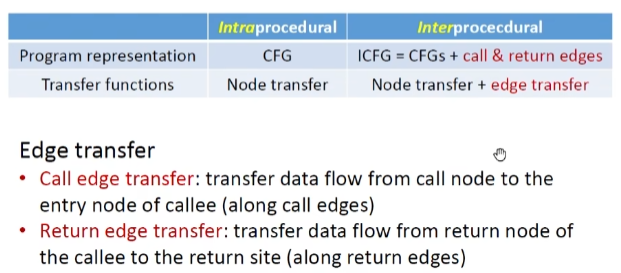 Intraprocedural Interprocecdural
Program representation CFG ICFG = CFGs + call & return edges
Transfer functions Node transfer Node transfer + edge transfer
Edge transfer
• Call edge transfer: transfer data flow from call node to the
entry node of callee (along call edges)
• Return edge transfer: transfer data flow from return node of
the callee to the return site (along return edges)